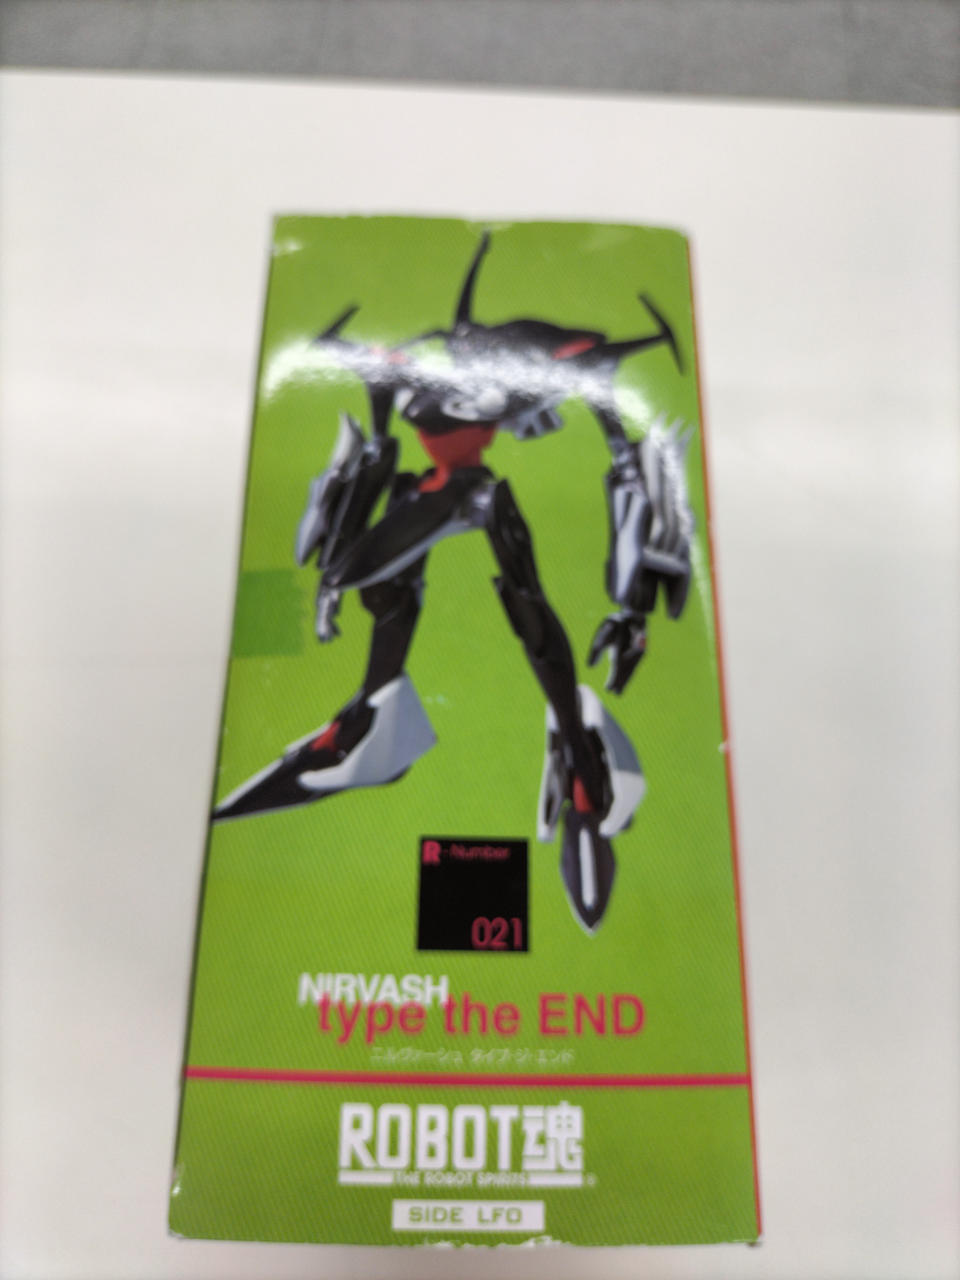 R-Number
021
NIRVASH
type the END
ニルヴァーシュ タイプ・ジ・エンド
ROBOT魂
THE ROBOT SPIRITS
SIDE LFO